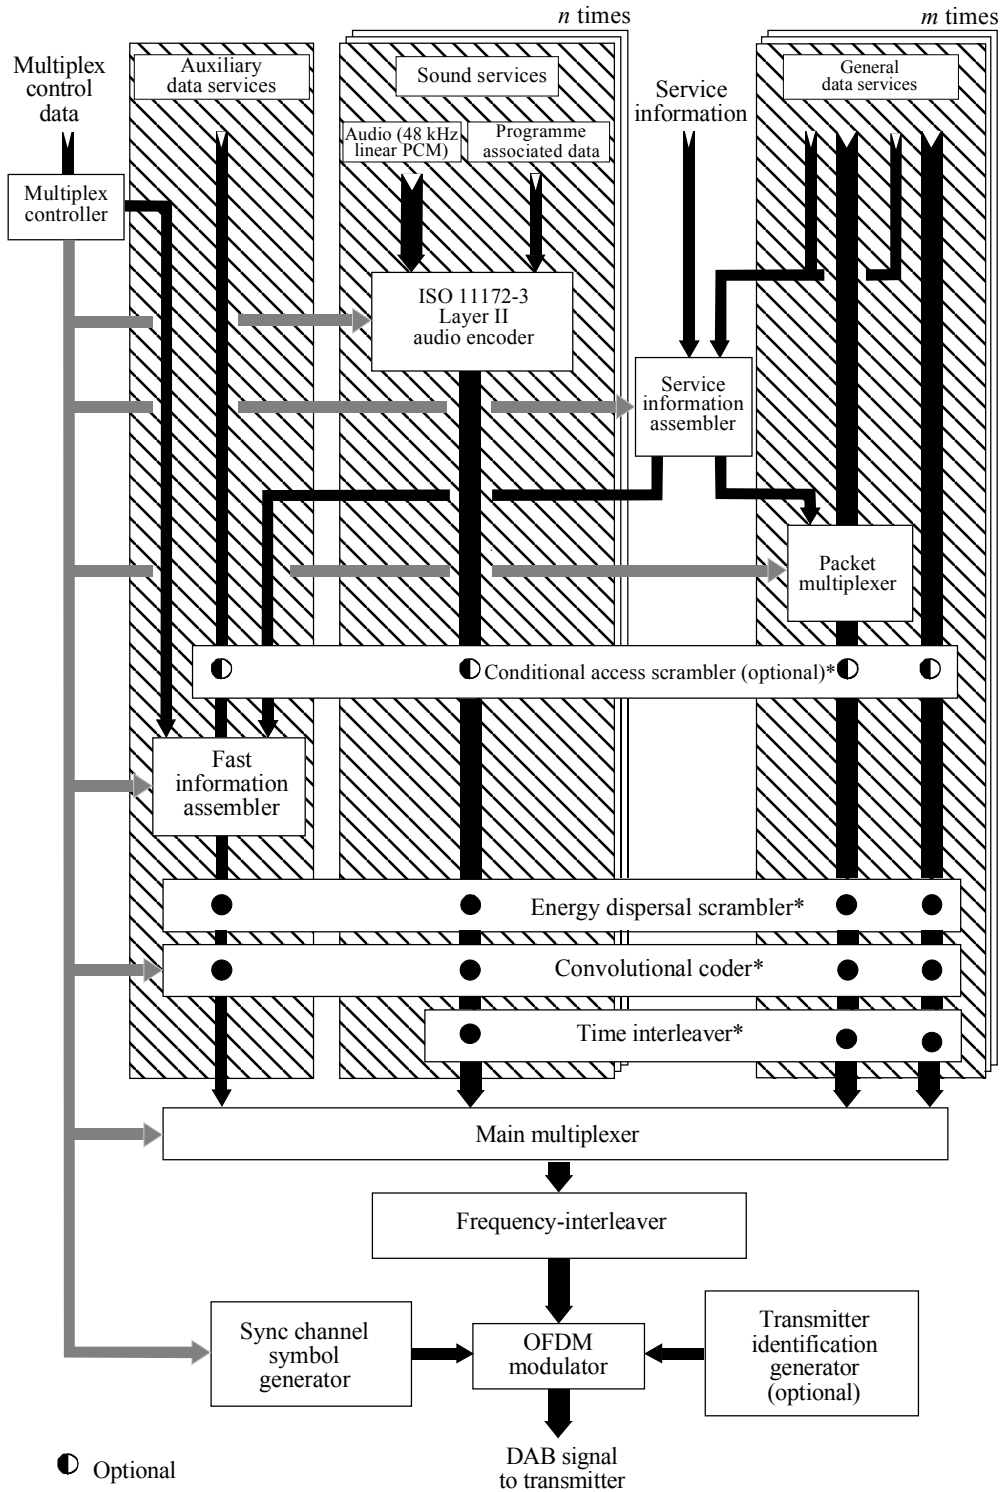 n times
m times
Multiplex
control
data
Auxiliary
data services
Sound services
Service
information
General
data services
Audio (48 kHz
linear PCM)
Programme
associated data
Multiplex
controller
ISO 11172-3
Layer II
audio encoder
Service
information
assembler
Packet
multiplexer
Conditional access scrambler (optional)*
Fast
information
assembler
Energy dispersal scrambler*
Convolutional coder*
Time interleaver*
Main multiplexer
Frequency-interleaver
Sync channel
symbol
generator
OFDM
modulator
Transmitter
identification
generator
(optional)
DAB signal
to transmitter
Optional